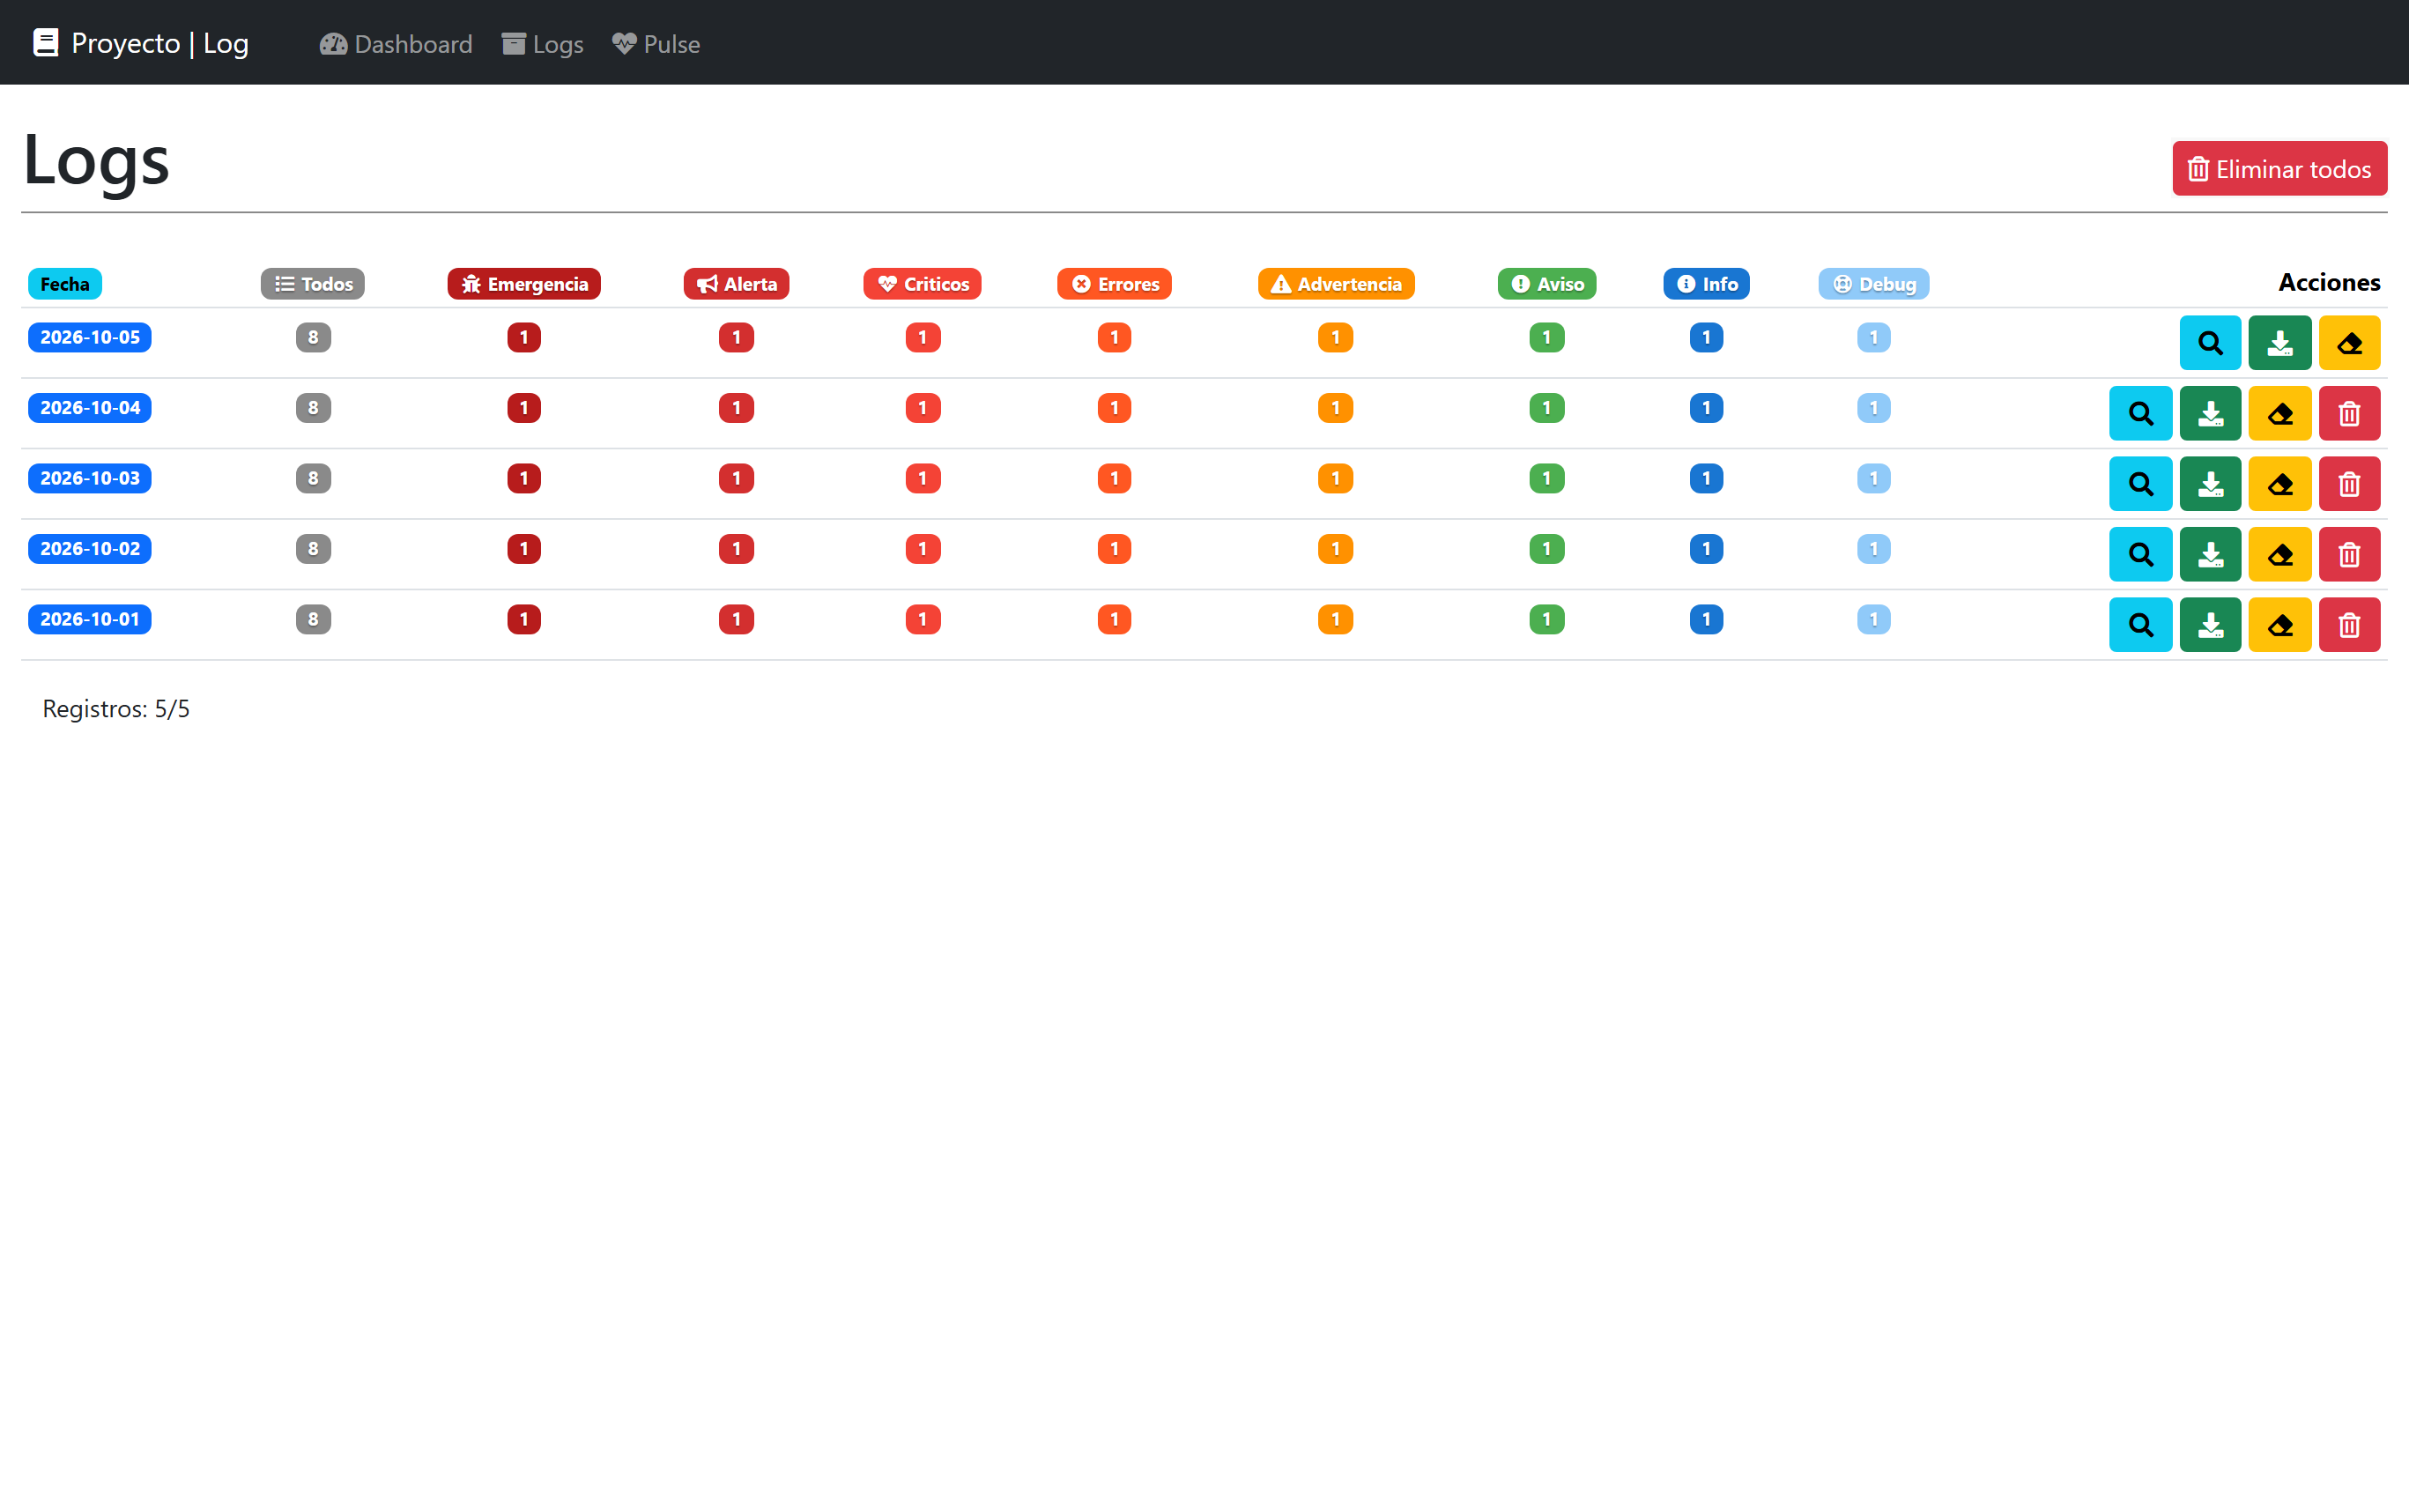 Proyecto | Log Dashboard Logs Pulse
Logs
Eliminar todos
Fecha Todos Emergencia Alerta Criticos Errores Advertencia Aviso Info Debug Acciones
2026-10-05 8 1 1 1 1 1 1 1 1
2026-10-04 8 1 1 1 1 1 1 1 1
2026-10-03 8 1 1 1 1 1 1 1 1
2026-10-02 8 1 1 1 1 1 1 1 1
2026-10-01 8 1 1 1 1 1 1 1 1
Registros: 5/5